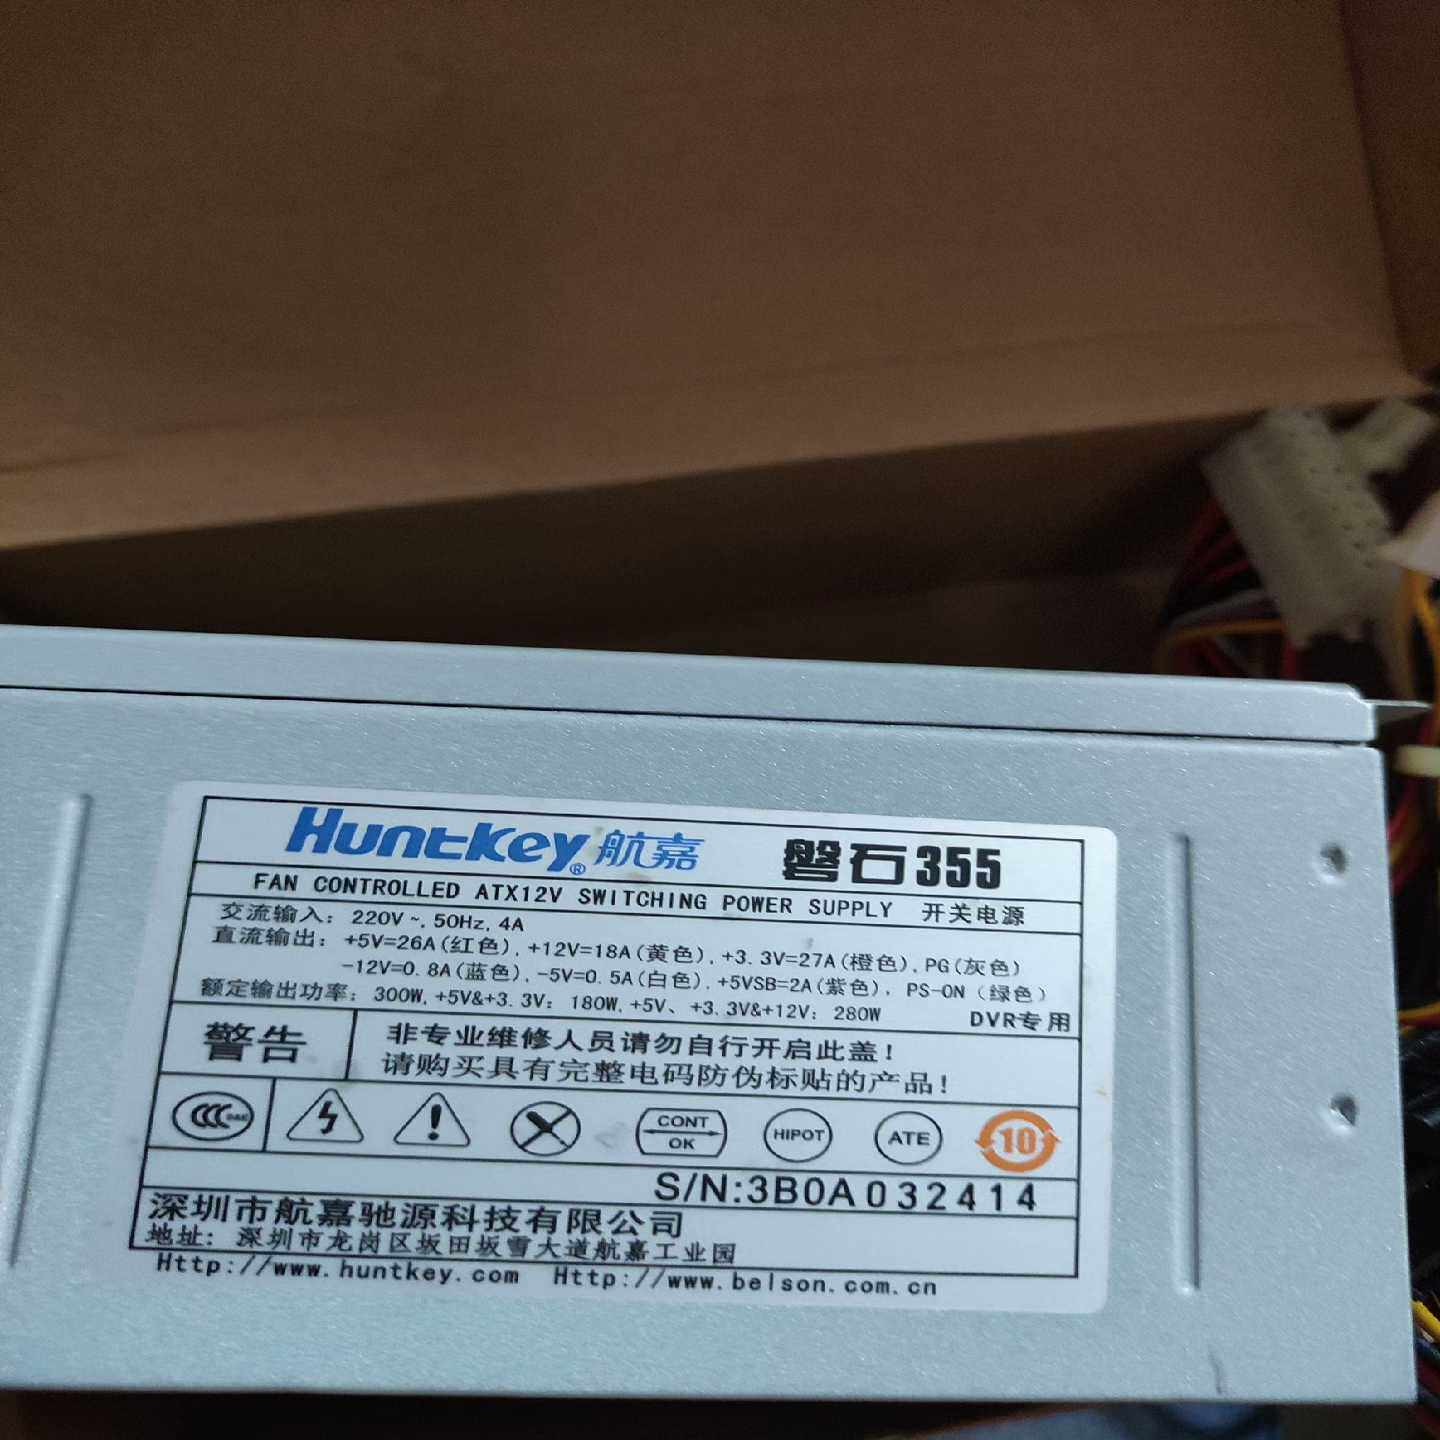 HuntKey® 航嘉 磐石355
FAN CONTROLLED ATX12V SWITCHING POWER SUPPLY 开关电源
交流输入: 220V~, 50Hz, 4A
直流输出: +5V=26A(红色), +12V=18A(黄色), +3.3V=27A(橙色), PG(灰色)
-12V=0.8A(蓝色), -5V=0.5A(白色), +5VSB=2A(紫色), PS-ON (绿色)
额定输出功率: 300W, +5V&+3.3V: 180W, +5V、+3.3V&+12V: 280W DVR专用
警告
非专业维修人员请勿自行开启此盖!
请购买具有完整电码防伪标贴的产品!
CCC CONT OK HIPOT ATE 10
S/N:3B0A032414
深圳市航嘉驰源科技有限公司
地址: 深圳市龙岗区坂田坂雪大道航嘉工业园
Http://www.huntkey.com Http://www.belson.com.cn